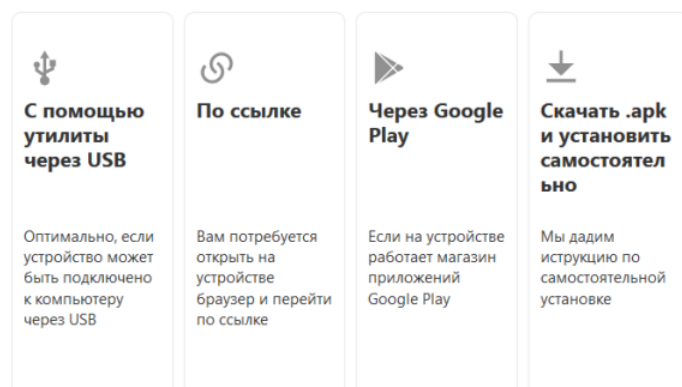 С помощью
утилиты
через USB
Оптимально, если
устройство может
быть подключено
к компьютеру
через USB
По ссылке
Вам потребуется
открыть на
устройстве
браузер и перейти
по ссылке
Через Google
Play
Если на устройстве
работает магазин
приложений
Google Play
Скачать .apk
и установить
самостоятел
ьно
Мы дадим
иструкцию по
самостоятельной
установке